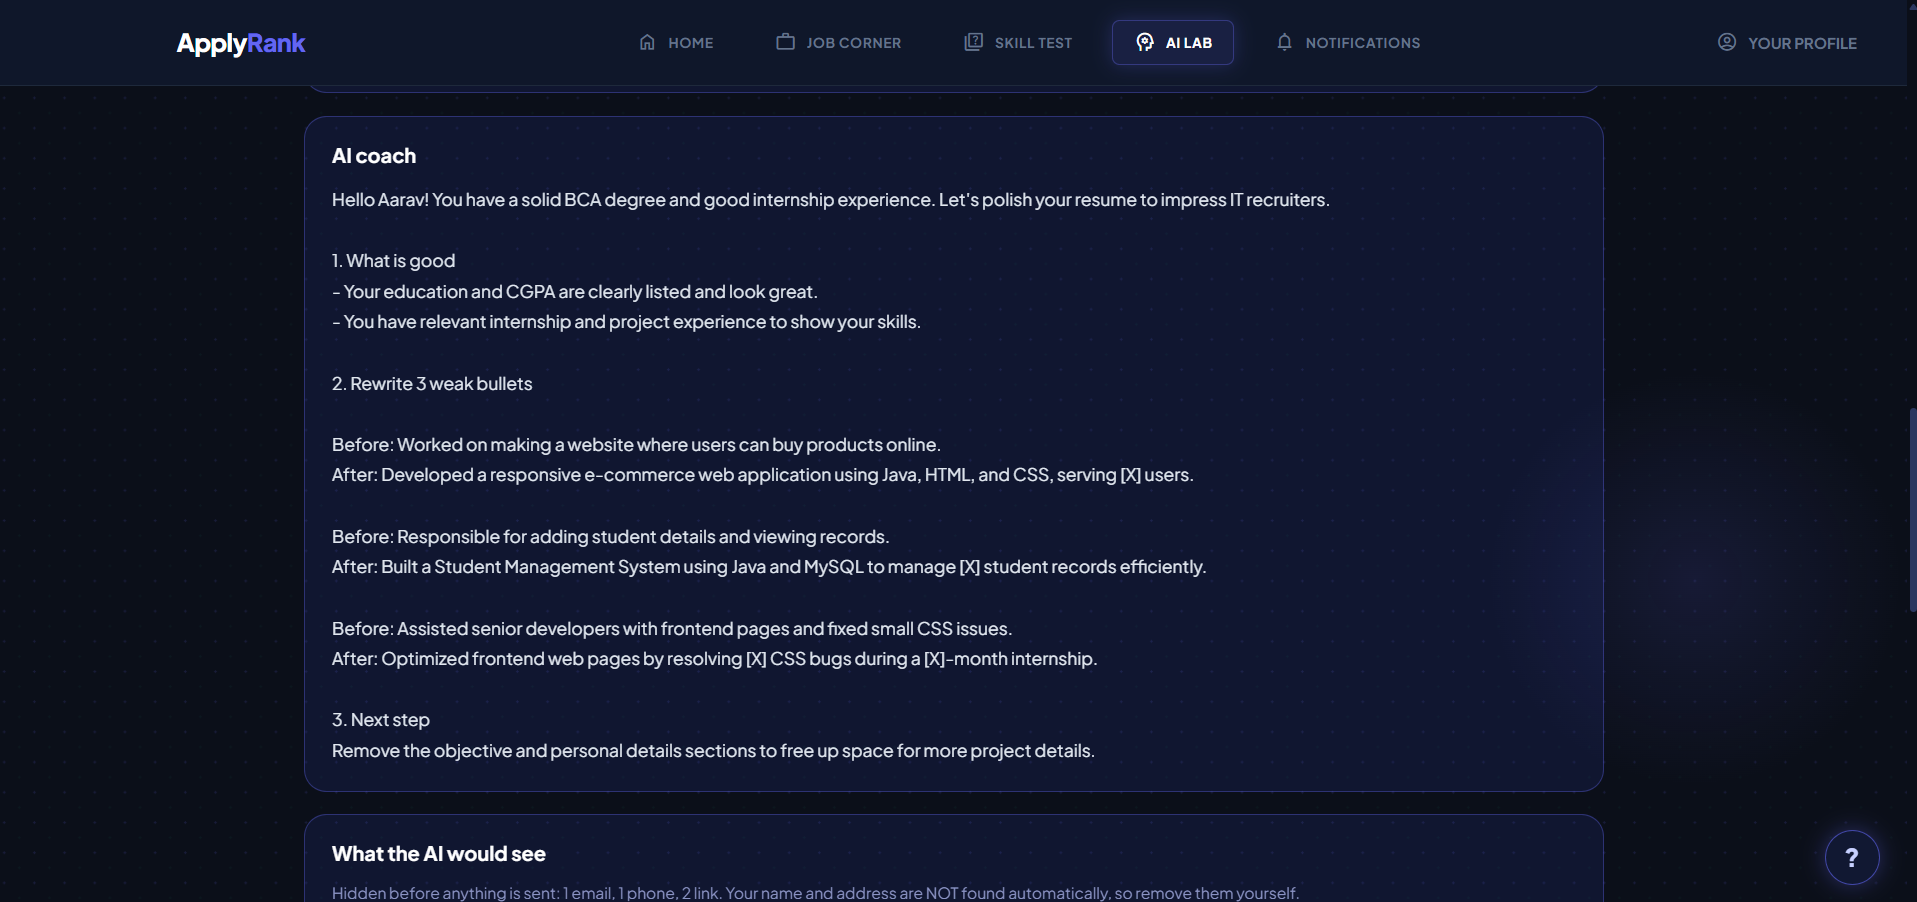 ApplyRank
HOME
JOB CORNER
SKILL TEST
AI LAB
NOTIFICATIONS
YOUR PROFILE
AI coach
Hello Aarav! You have a solid BCA degree and good internship experience. Let's polish your resume to impress IT recruiters.
1. What is good
- Your education and CGPA are clearly listed and look great.
- You have relevant internship and project experience to show your skills.
2. Rewrite 3 weak bullets
Before: Worked on making a website where users can buy products online.
After: Developed a responsive e-commerce web application using Java, HTML, and CSS, serving [X] users.
Before: Responsible for adding student details and viewing records.
After: Built a Student Management System using Java and MySQL to manage [X] student records efficiently.
Before: Assisted senior developers with frontend pages and fixed small CSS issues.
After: Optimized frontend web pages by resolving [X] CSS bugs during a [X]-month internship.
3. Next step
Remove the objective and personal details sections to free up space for more project details.
What the AI would see
Hidden before anything is sent: 1 email, 1 phone, 2 link. Your name and address are NOT found automatically, so remove them yourself.
?